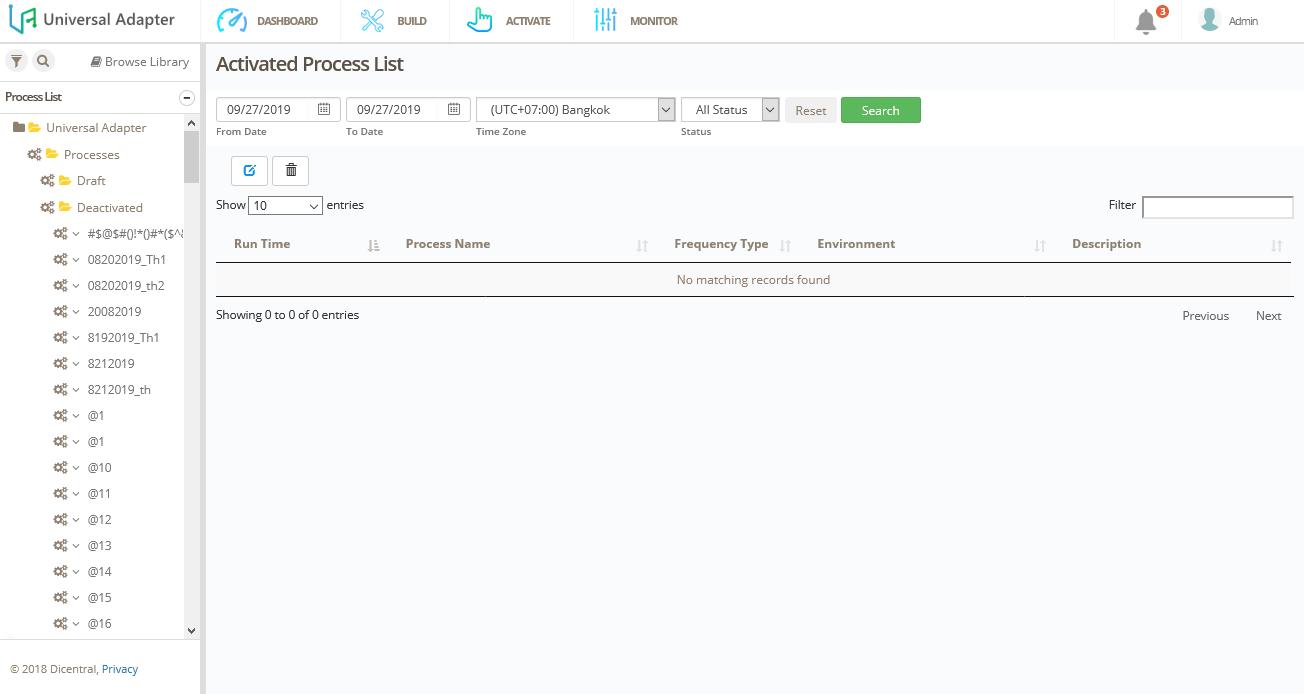 Universal Adapter
DASHBOARD
BUILD
ACTIVATE
MONITOR
3
Admin
Browse Library
Process List
Universal Adapter
Processes
Draft
Deactivated
#$@$#()!*()#*($^&
08202019_Th1
08202019_th2
20082019
8192019_Th1
8212019
8212019_th
@1
@1
@10
@11
@12
@13
@14
@15
@16
© 2018 Dicentral, Privacy
Activated Process List
09/27/2019
09/27/2019
(UTC+07:00) Bangkok
All Status
Reset
Search
From Date
To Date
Time Zone
Status
Show 10 entries
Filter
Run Time
Process Name
Frequency Type
Environment
Description
No matching records found
Showing 0 to 0 of 0 entries
Previous
Next